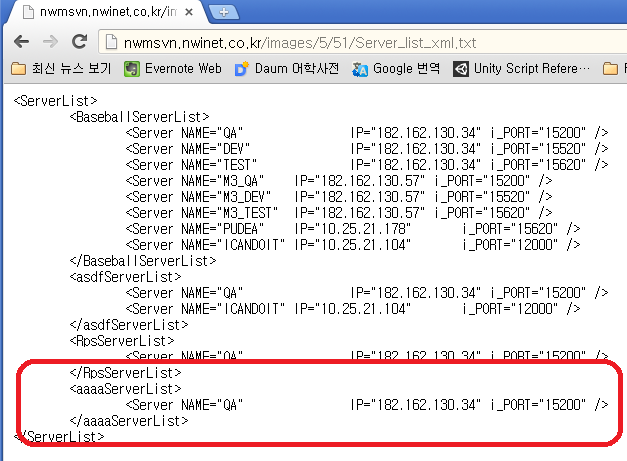 nwmsvn.nwinet.co.kr/im
nwmsvn.nwinet.co.kr/images/5/51/Server_list_xml.txt
최신 뉴스 보기 Evernote Web Daum 어학사전 Google 번역 Unity Script Refere…
<ServerList>
<BaseballServerList>
<Server NAME="QA" IP="182.162.130.34" i_PORT="15200" />
<Server NAME="DEV" IP="182.162.130.34" i_PORT="15520" />
<Server NAME="TEST" IP="182.162.130.34" i_PORT="15620" />
<Server NAME="M3_QA" IP="182.162.130.57" i_PORT="15200" />
<Server NAME="M3_DEV" IP="182.162.130.57" i_PORT="15520" />
<Server NAME="M3_TEST" IP="182.162.130.57" i_PORT="15620" />
<Server NAME="PUDEA" IP="10.25.21.178" i_PORT="15620" />
<Server NAME="ICANDOIT" IP="10.25.21.104" i_PORT="12000" />
</BaseballServerList>
<asdfServerList>
<Server NAME="QA" IP="182.162.130.34" i_PORT="15200" />
<Server NAME="ICANDOIT" IP="10.25.21.104" i_PORT="12000" />
</asdfServerList>
<RpsServerList>
<Server NAME="QA" IP="182.162.130.34" i_PORT="15200" />
</RpsServerList>
<aaaaServerList>
<Server NAME="QA" IP="182.162.130.34" i_PORT="15200" />
</aaaaServerList>
</ServerList>